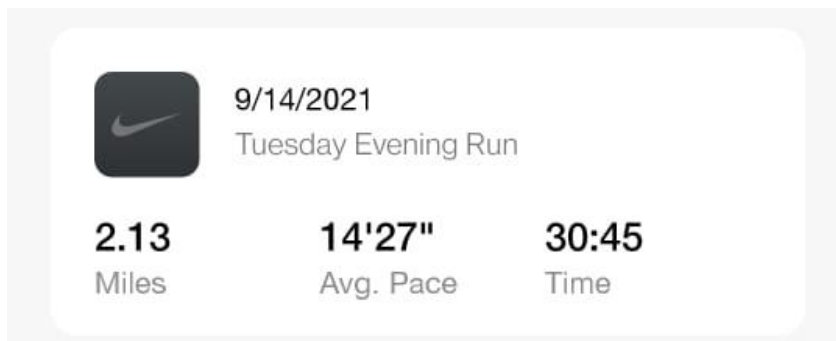 9/14/2021
Tuesday Evening Run
2.13 14'27" 30:45
Miles Avg. Pace Time